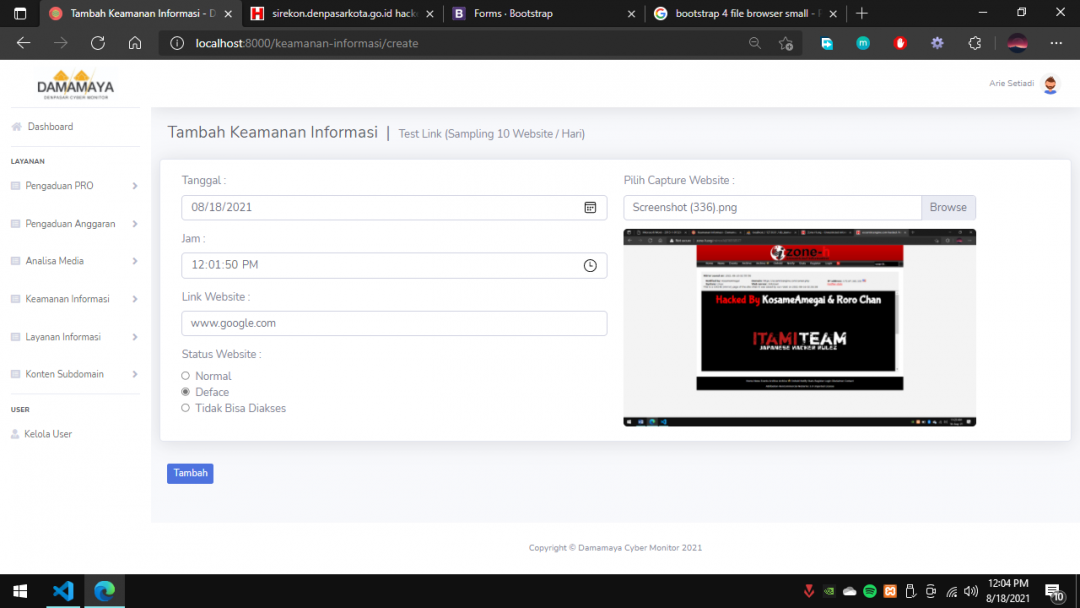 Tambah Keamanan Informasi - D
sirekon.denpasarkota.go.id hack
Forms · Bootstrap
bootstrap 4 file browser small -
localhost:8000/keamanan-informasi/create
DAMAMAYA
DENPASAR CYBER MONITOR
Arie Setiadi
Dashboard
LAYANAN
Pengaduan PRO
Pengaduan Anggaran
Analisa Media
Keamanan Informasi
Layanan Informasi
Konten Subdomain
USER
Kelola User
Tambah Keamanan Informasi | Test Link (Sampling 10 Website / Hari)
Tanggal :
08/18/2021
Jam :
12:01:50 PM
Link Website :
www.google.com
Status Website :
Normal
Deface
Tidak Bisa Diakses
Pilih Capture Website :
Screenshot (336).png
Browse
zone-h
Hacked By KosameAmegai & Roro Chan
ITAMITEAM
JAPANESE HACKER RULEZ
Tambah
Copyright © Damamaya Cyber Monitor 2021
12:04 PM
8/18/2021
10